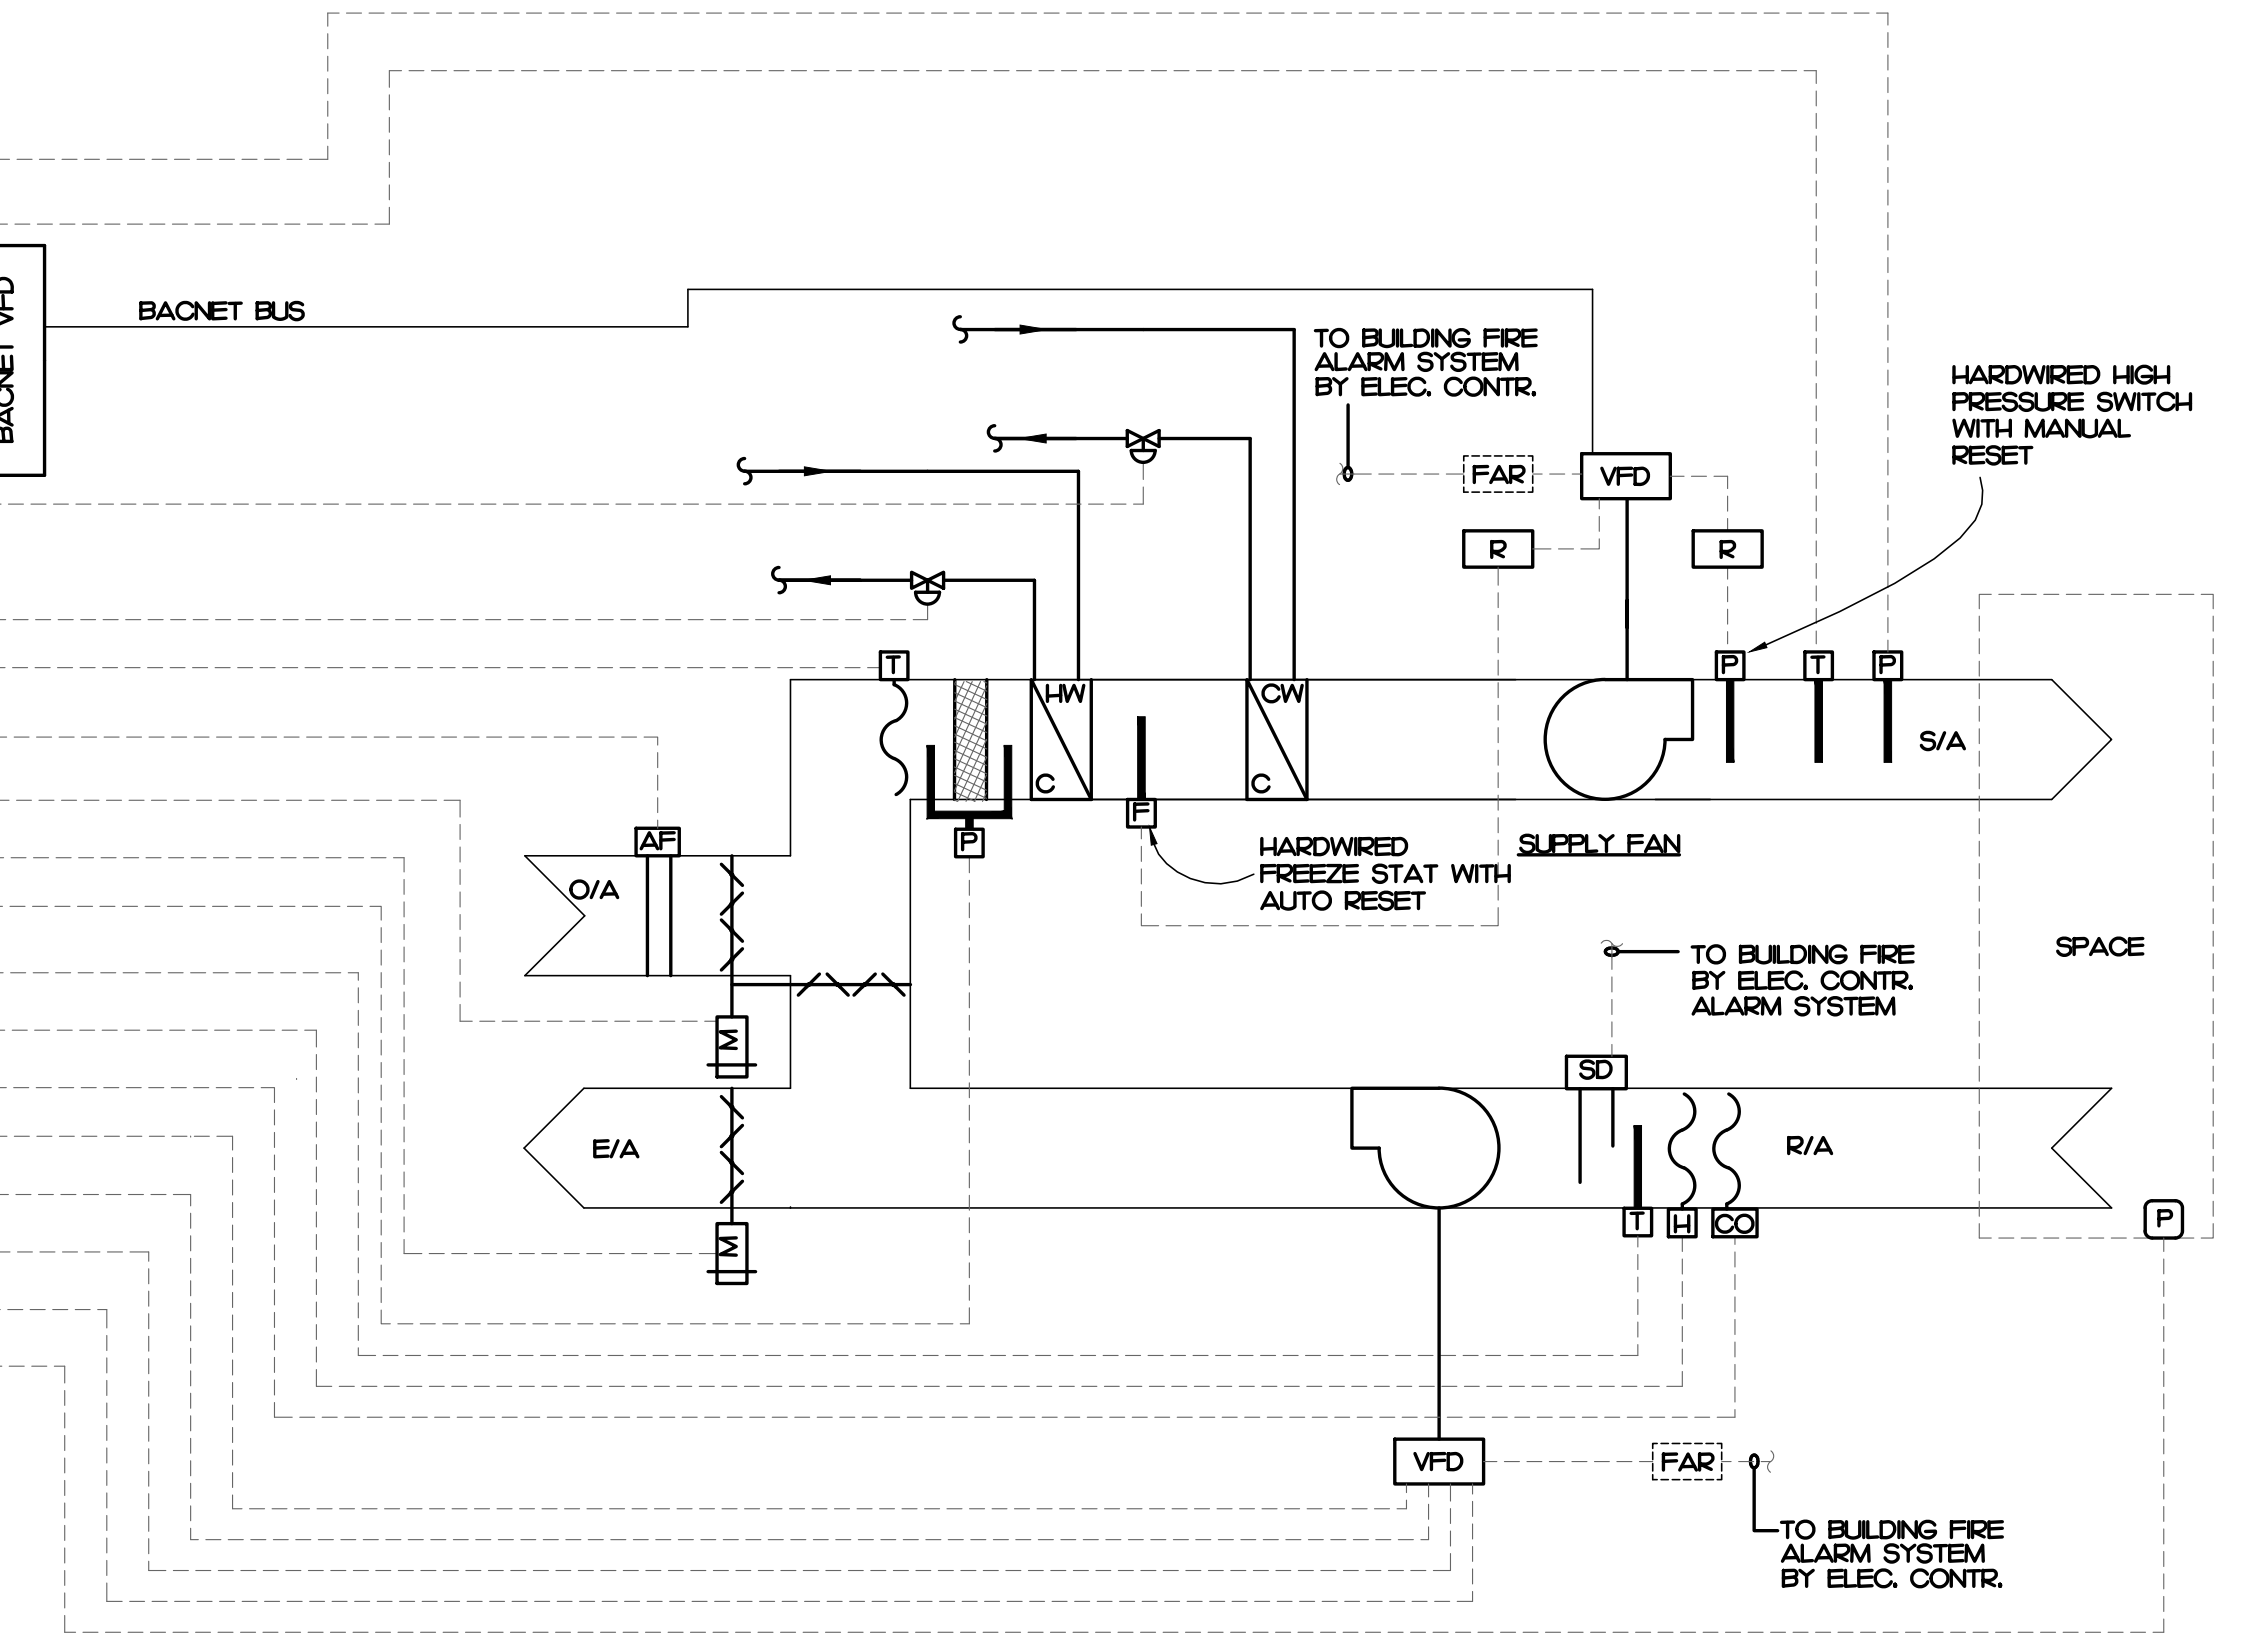 BACNET VFD
BACNET BUS
TO BUILDING FIRE
ALARM SYSTEM
BY ELEC. CONTR.
HARDWIRED HIGH
PRESSURE SWITCH
WITH MANUAL
RESET
FAR
VFD
R
R
T
P
T
P
HW
C
CW
C
S/A
F
P
AF
O/A
HARDWIRED
FREEZE STAT WITH
AUTO RESET
SUPPLY FAN
SPACE
TO BUILDING FIRE
BY ELEC. CONTR.
ALARM SYSTEM
M
SD
E/A
R/A
M
T
H
CO
P
VFD
FAR
TO BUILDING FIRE
ALARM SYSTEM
BY ELEC. CONTR.